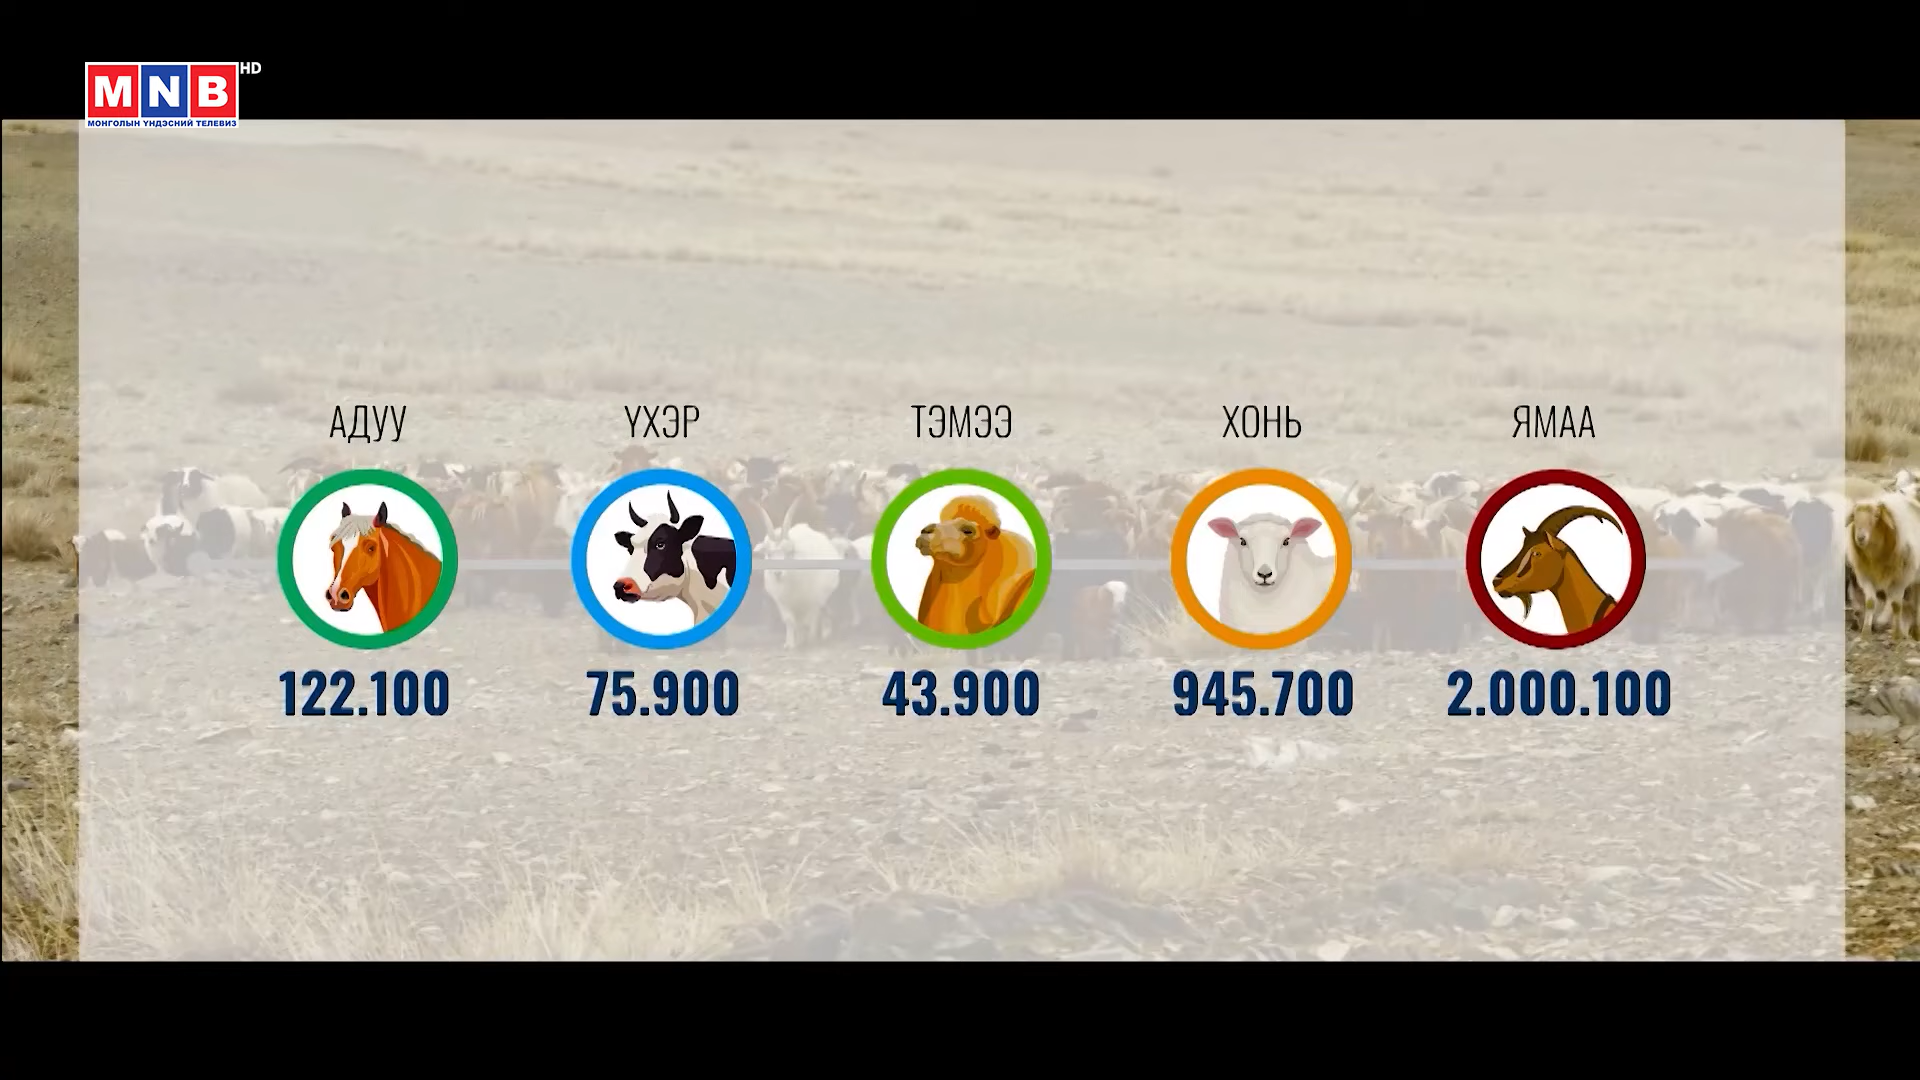 MNB HD
МОНГОЛЫН ҮНДЭСНИЙ ТЕЛЕВИЗ
АДУУ ҮХЭР ТЭМЭЭ ХОНЬ ЯМАА
122.100 75.900 43.900 945.700 2.000.100